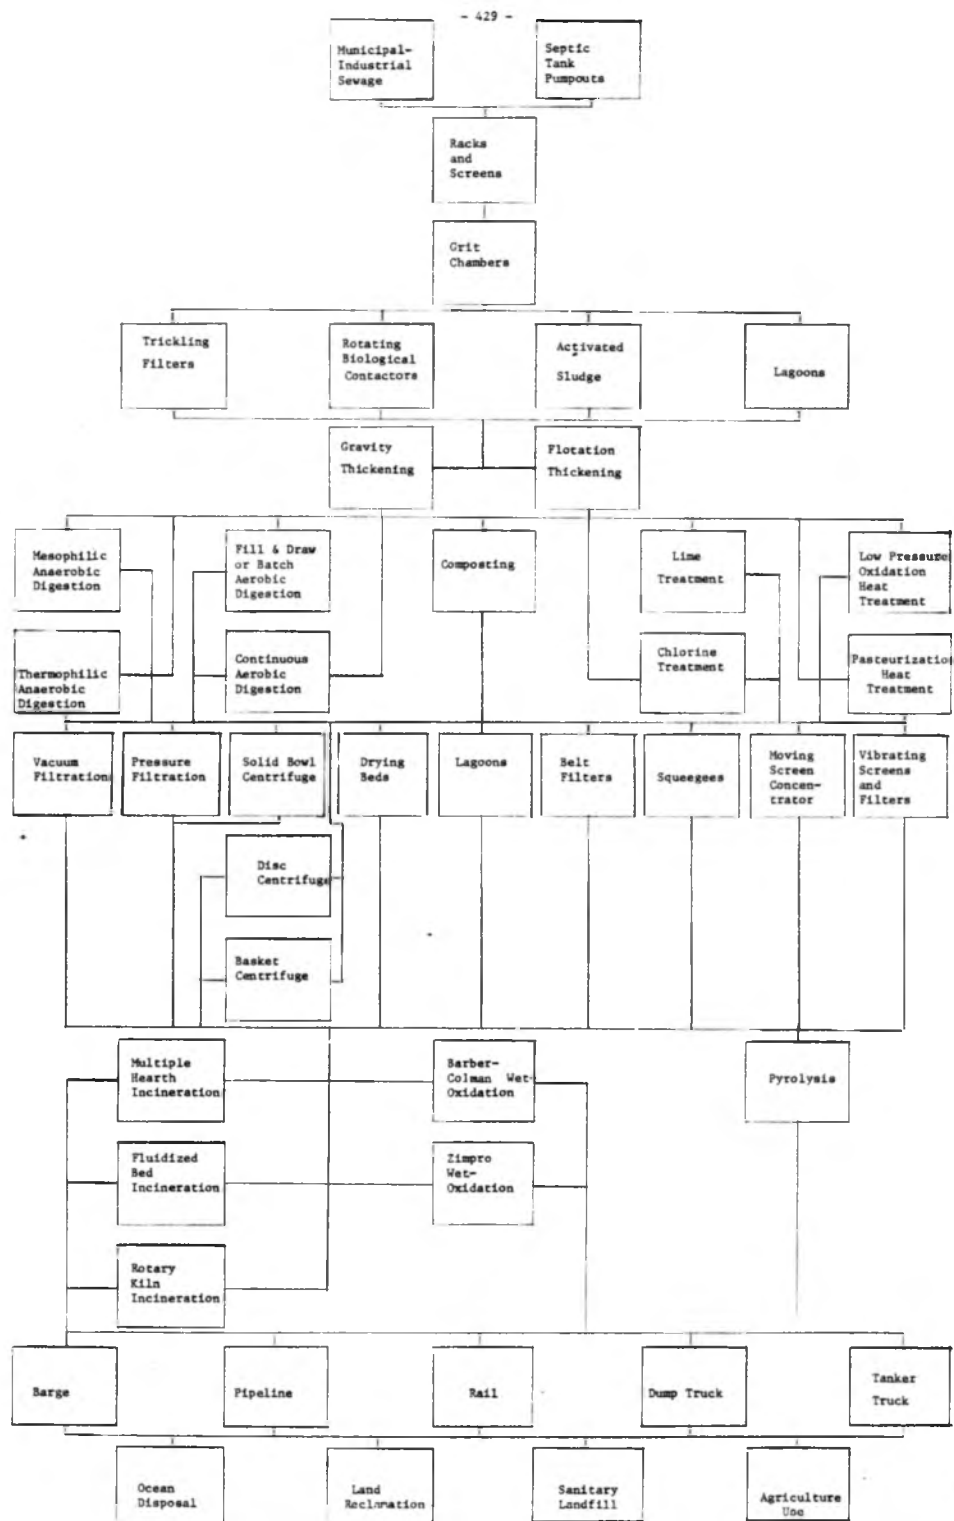 - 429 -
Municipal-
Industrial
Sewage
Septic
Tank
Pumpouts
Racks
and
Screens
Grit
Chambers
Trickling
Filters
Rotating
Biological
Contactors
Activated
Sludge
Lagoons
Gravity
Thickening
Flotation
Thickening
Mesophilic
Anaerobic
Digestion
Fill & Draw
or Batch
Aerobic
Digestion
Composting
Lime
Treatment
Low Pressure
Oxidation
Heat
Treatment
Thermophilic
Anaerobic
Digestion
Continuous
Aerobic
Digestion
Chlorine
Treatment
Pasteurization
Heat
Treatment
Vacuum
Filtration
Pressure
Filtration
Solid Bowl
Centrifuge
Drying
Beds
Lagoons
Belt
Filters
Squeegees
Moving
Screen
Concen-
trator
Vibrating
Screens
and
Filters
Disc
Centrifuge
Basket
Centrifuge
Multiple
Hearth
Incineration
Barber-
Colman Wet-
Oxidation
Pyrolysis
Fluidized
Bed
Incineration
Zimpro
Wet-
Oxidation
Rotary
Kiln
Incineration
Barge
Pipeline
Rail
Dump Truck
Tanker
Truck
Ocean
Disposal
Land
Reclamation
Sanitary
Landfill
Agriculture
Use